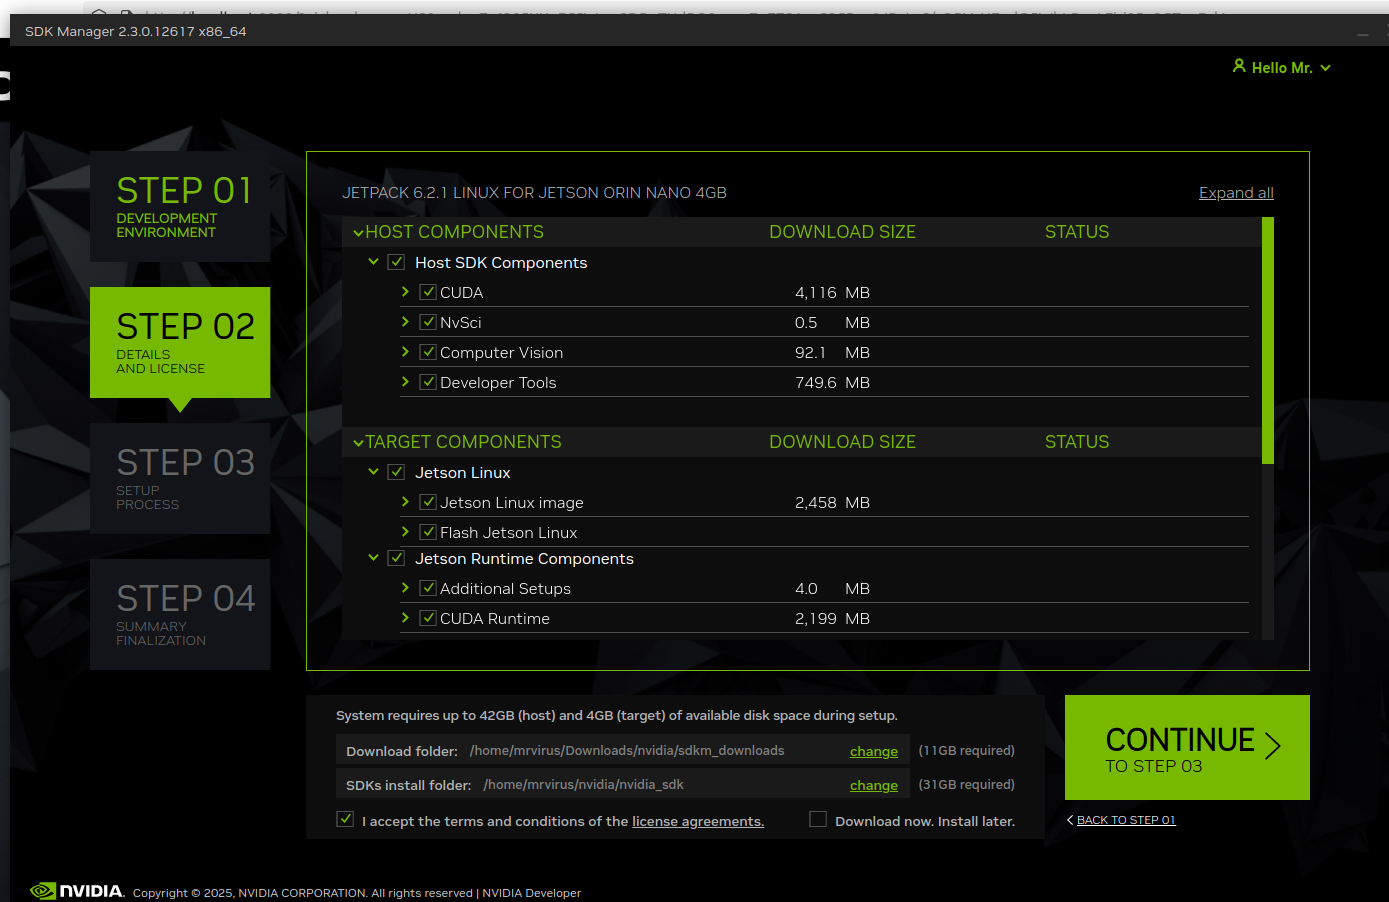 SDK Manager 2.3.0.12617 x86_64
Hello Mr.
STEP 01
DEVELOPMENT
ENVIRONMENT
STEP 02
DETAILS
AND LICENSE
STEP 03
SETUP
PROCESS
STEP 04
SUMMARY
FINALIZATION
JETPACK 6.2.1 LINUX FOR JETSON ORIN NANO 4GB Expand all
HOST COMPONENTS DOWNLOAD SIZE STATUS
Host SDK Components
CUDA 4,116 MB
NvSci 0.5 MB
Computer Vision 92.1 MB
Developer Tools 749.6 MB
TARGET COMPONENTS DOWNLOAD SIZE STATUS
Jetson Linux
Jetson Linux image 2,458 MB
Flash Jetson Linux
Jetson Runtime Components
Additional Setups 4.0 MB
CUDA Runtime 2,199 MB
System requires up to 42GB (host) and 4GB (target) of available disk space during setup.
Download folder: /home/mrvirus/Downloads/nvidia/sdkm_downloads change (11GB required)
SDKs install folder: /home/mrvirus/nvidia/nvidia_sdk change (31GB required)
I accept the terms and conditions of the license agreements. Download now. Install later.
CONTINUE
TO STEP 03
BACK TO STEP 01
NVIDIA. Copyright © 2025, NVIDIA CORPORATION. All rights reserved | NVIDIA Developer